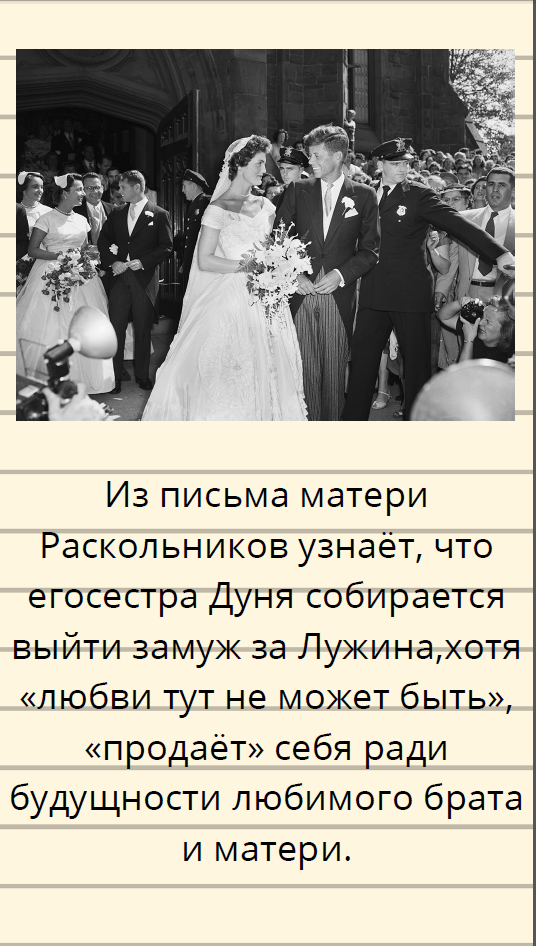 Из письма матери
Раскольников узнаёт, что
егосестра Дуня собирается
выйти замуж за Лужина,хотя
«любви тут не может быть»,
«продаёт» себя ради
будущности любимого брата
и матери.